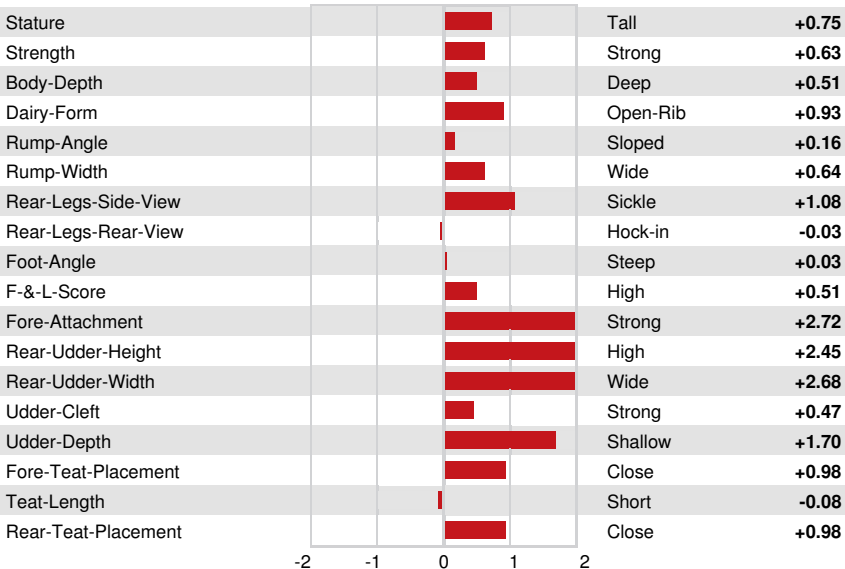 Stature Tall +0.75
Strength Strong +0.63
Body-Depth Deep +0.51
Dairy-Form Open-Rib +0.93
Rump-Angle Sloped +0.16
Rump-Width Wide +0.64
Rear-Legs-Side-View Sickle +1.08
Rear-Legs-Rear-View Hock-in -0.03
Foot-Angle Steep +0.03
F-&-L-Score High +0.51
Fore-Attachment Strong +2.72
Rear-Udder-Height High +2.45
Rear-Udder-Width Wide +2.68
Udder-Cleft Strong +0.47
Udder-Depth Shallow +1.70
Fore-Teat-Placement Close +0.98
Teat-Length Short -0.08
Rear-Teat-Placement Close +0.98
-2 -1 0 1 2